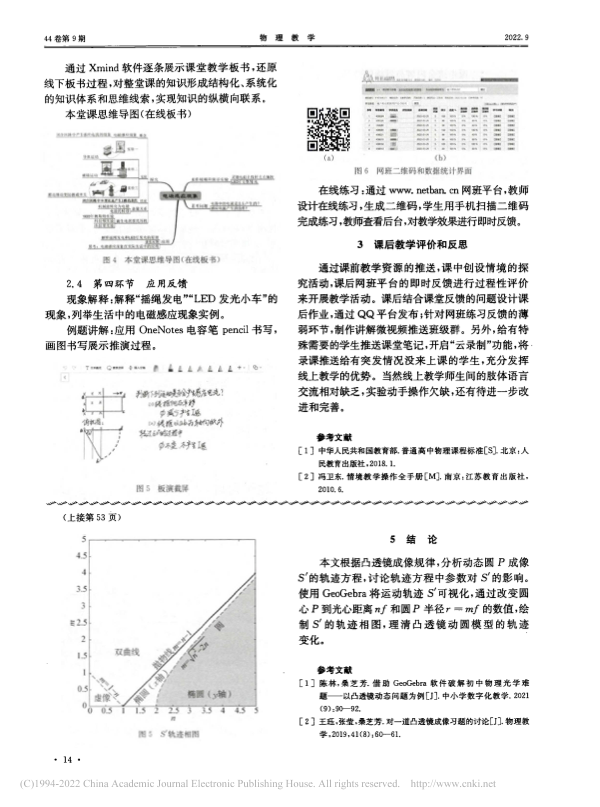 44卷第9期
物 理 教 学
2022.9
通过 Xmind 软件逐条展示课堂教学板书,还原
线下板书过程,对整堂课的知识形成结构化、系统化
的知识体系和思维线索,实现知识的纵横向联系。
本堂课思维导图(在线板书)
图 4 本堂课思维导图(在线板书)
2.4 第四环节 应用反馈
现象解释:解释“摇绳发电”“LED 发光小车”的
现象,列举生活中的电磁感应现象实例。
例题讲解:应用 OneNotes 电容笔 pencil 书写,
画图书写展示推演过程。
图 5 板演截屏
(a)
(b)
图 6 网班二维码和数据统计界面
在线练习:通过 www.netban.cn 网班平台,教师
设计在线练习,生成二维码,学生用手机扫描二维码
完成练习,教师查看后台,对教学效果进行即时反馈。
3 课后教学评价和反思
通过课前教学资源的推送,课中创设情境的探
究活动,课后网班平台的即时反馈进行过程性评价
来开展教学活动。课后结合课堂反馈的问题设计课
后作业,通过 QQ 平台发布;针对网班练习反馈的薄
弱环节,制作讲解微视频推送班级群。另外,给有特
殊需要的学生推送课堂笔记,开启“云录制”功能,将
录课推送给有突发情况没来上课的学生,充分发挥
线上教学的优势。当然线上教学师生间的肢体语言
交流相对缺乏,实验动手操作欠缺,还有待进一步改
进和完善。
参考文献
[1] 中华人民共和国教育部.普通高中物理课程标准[S].北京:人
民教育出版社,2018.1.
[2] 冯卫东.情境教学操作全手册[M].南京:江苏教育出版社,
2010.6.
(上接第 53 页)
5
4.5
4
3.5
3
2.5
2
1.5
1
0.5
0
0.5 1 1.5 2 2.5 3 3.5 4 4.5 5
n
m
双曲线
抛物线 m=n-1
圆
虚像
椭圆(x轴)
椭圆(y轴)
图 5 S′轨迹相图
5 结 论
本文根据凸透镜成像规律,分析动态圆 P 成像
S′的轨迹方程,讨论轨迹方程中参数对 S′的影响。
使用 GeoGebra 将运动轨迹 S′可视化,通过改变圆
心 P 到光心距离 nf 和圆 P 半径 r=mf 的数值,绘
制 S′的轨迹相图,理清凸透镜动圆模型的轨迹
变化。
参考文献
[1] 陈林,桑芝芳.借助 GeoGebra 软件破解初中物理光学难
题——以凸透镜动态问题为例[J].中小学数字化教学,2021
(9):90—92.
[2] 王珏,张莹,桑芝芳.对一道凸透镜成像习题的讨论[J].物理教
学,2019,41(8):60—61.
· 14 ·
(C)1994-2022 China Academic Journal Electronic Publishing House. All rights reserved. http://www.cnki.net